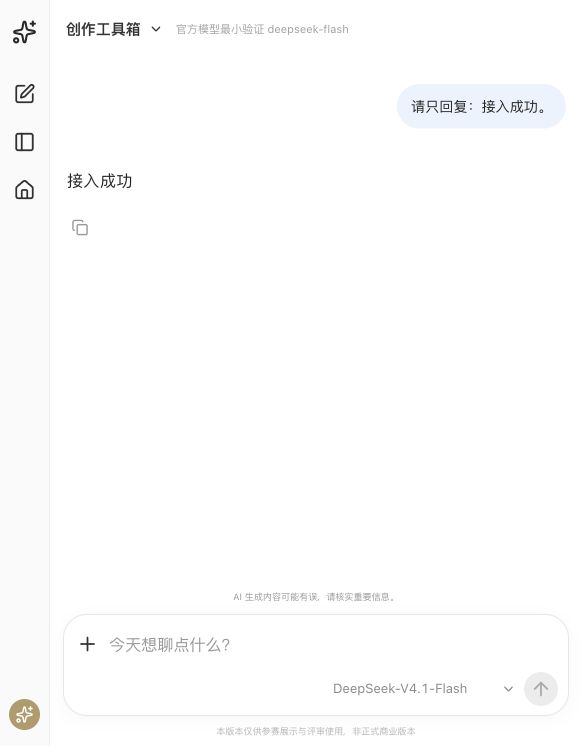 创作工具箱 官方模型最小验证 deepseek-flash
请只回复：接入成功。
接入成功
AI 生成内容可能有误，请核实重要信息。
今天想聊点什么？
DeepSeek-V4.1-Flash
本版本仅供参赛展示与评审使用，非正式商业版本